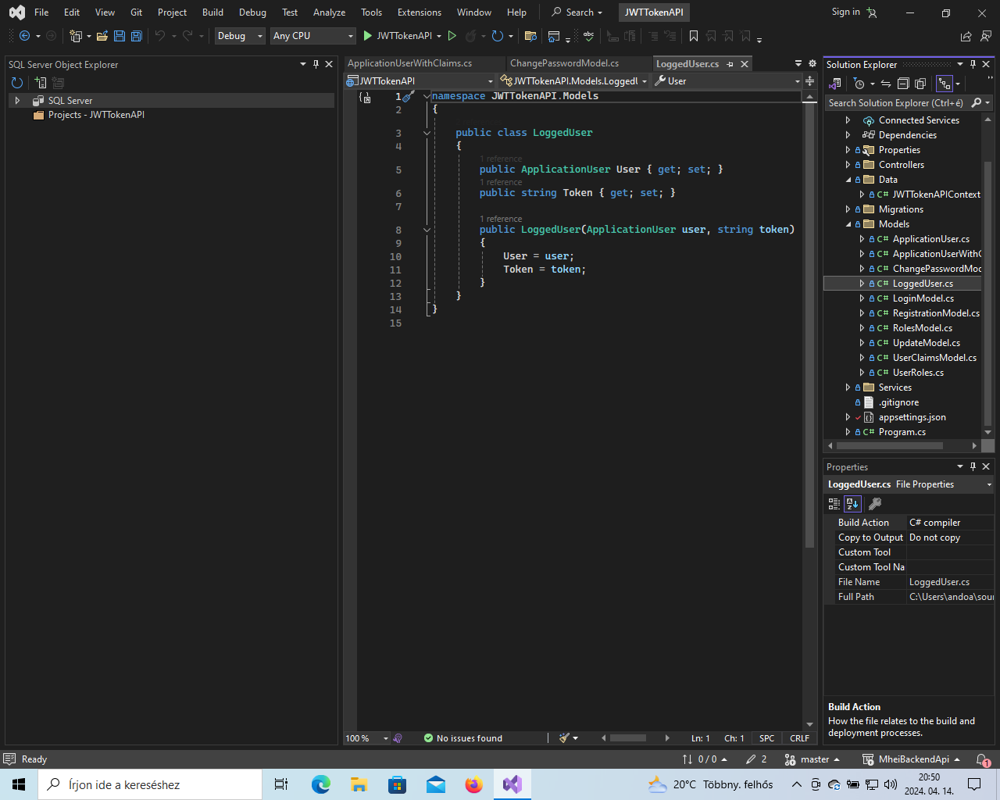 File Edit View Git Project Build Debug Test Analyze Tools Extensions Window Help Search JWTTokenAPI Sign in
Debug Any CPU JWTTokenAPI
SQL Server Object Explorer
SQL Server
Projects - JWTTokenAPI
ApplicationUserWithClaims.cs ChangePasswordModel.cs LoggedUser.cs
JWTTokenAPI JWTTokenAPI.Models.LoggedU User
1 namespace JWTTokenAPI.Models
2 {
3 public class LoggedUser
4 {
1 reference
5 public ApplicationUser User { get; set; }
1 reference
6 public string Token { get; set; }
7
1 reference
8 public LoggedUser(ApplicationUser user, string token)
9 {
10 User = user;
11 Token = token;
12 }
13 }
14 }
15
100 % No issues found Ln: 1 Ch: 1 SPC CRLF
Solution Explorer
Search Solution Explorer (Ctrl+é)
Connected Services
Dependencies
Properties
Controllers
Data
C# JWTTokenAPIContext
Migrations
Models
C# ApplicationUser.cs
C# ApplicationUserWithC
C# ChangePasswordMod
C# LoggedUser.cs
C# LoginModel.cs
C# RegistrationModel.cs
C# RolesModel.cs
C# UpdateModel.cs
C# UserClaimsModel.cs
C# UserRoles.cs
Services
.gitignore
appsettings.json
C# Program.cs
Properties
LoggedUser.cs File Properties
Build Action C# compiler
Copy to Output Do not copy
Custom Tool
Custom Tool Na
File Name LoggedUser.cs
Full Path C:\Users\andoa\sour
Build Action
How the file relates to the build and
deployment processes.
Ready 0 / 0 2 master MheiBackendApi 1
Írjon ide a kereséshez 20°C Többny. felhős 20:50
2024. 04. 14.